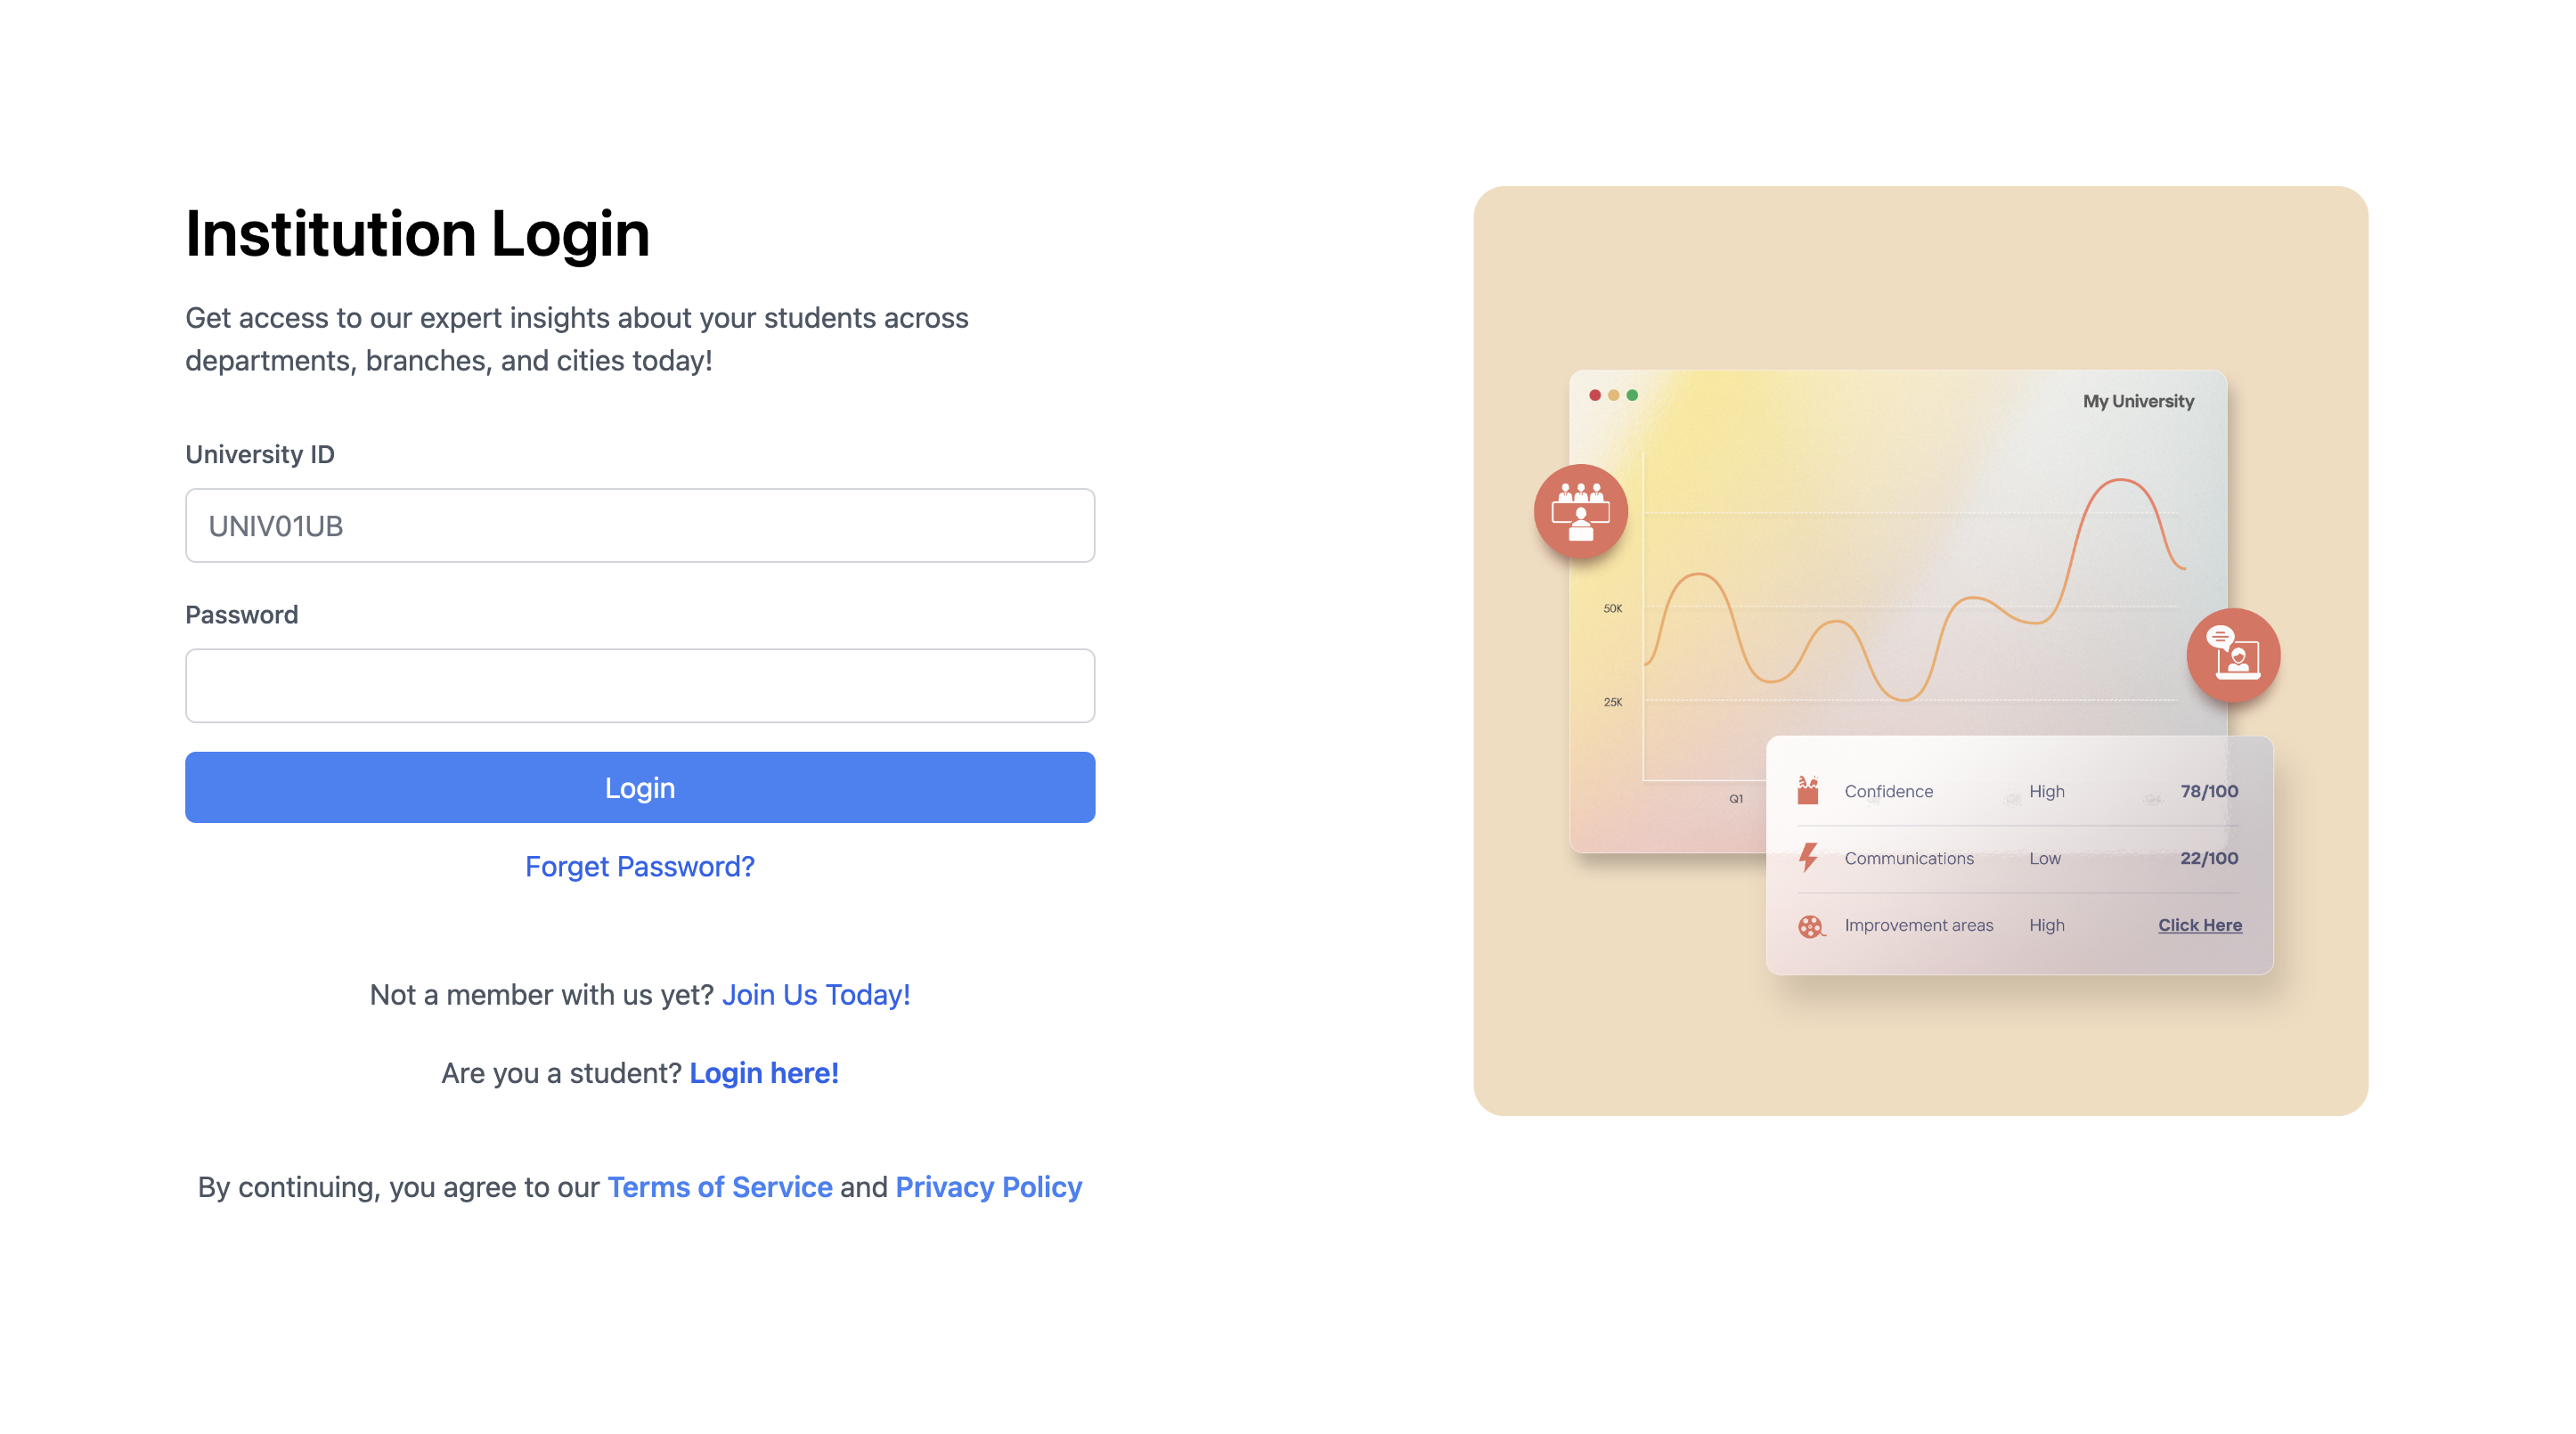 Institution Login
Get access to our expert insights about your students across
departments, branches, and cities today!
University ID
UNIV01UB
Password
Login
Forget Password?
Not a member with us yet? Join Us Today!
Are you a student? Login here!
By continuing, you agree to our Terms of Service and Privacy Policy
My University
50K
25K
Q1
Confidence High 78/100
Communications Low 22/100
Improvement areas High Click Here